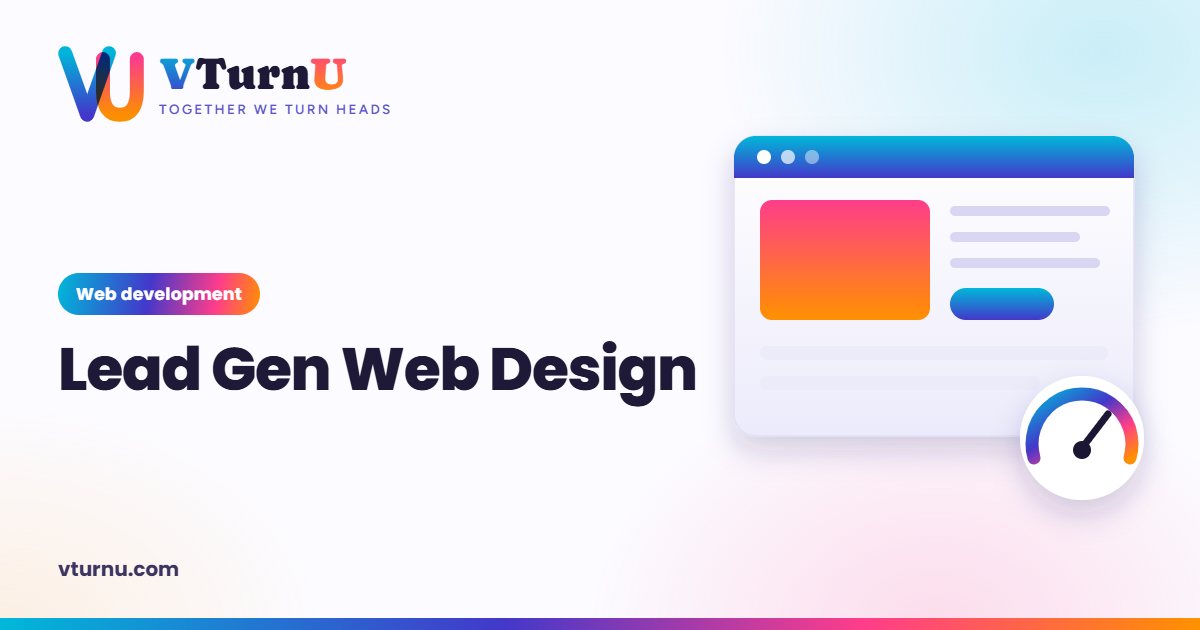 VTurnU
TOGETHER WE TURN HEADS
Web development
Lead Gen Web Design
vturnu.com